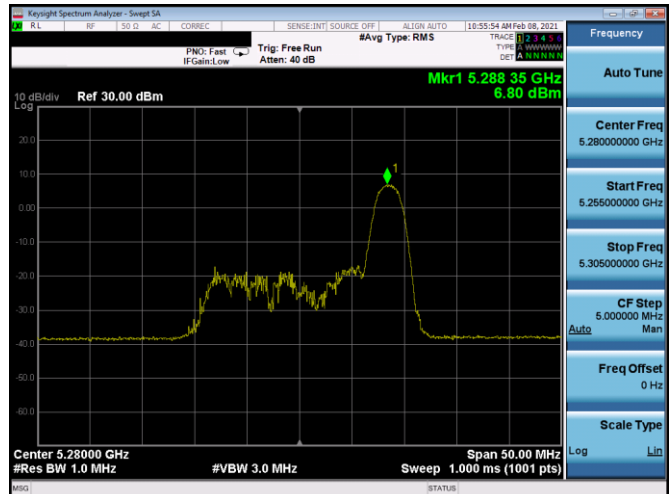 Keysight Spectrum Analyzer - Swept SA
RL RF 50 Ω AC CORREC SENSE:INT SOURCE OFF ALIGN AUTO 10:55:54 AM Feb 08, 2021
#Avg Type: RMS
TRACE 1 2 3 4 5 6
TYPE A WWWWW
DET A N N N N N
PNO: Fast
IFGain:Low
Trig: Free Run
Atten: 40 dB
Mkr1 5.288 35 GHz
6.80 dBm
10 dB/div Ref 30.00 dBm
Log
20.0
10.0
0.00
-10.0
-20.0
-30.0
-40.0
-50.0
-60.0
1
Center 5.28000 GHz
Span 50.00 MHz
#Res BW 1.0 MHz
#VBW 3.0 MHz
Sweep 1.000 ms (1001 pts)
MSG
STATUS
Frequency
Auto Tune
Center Freq
5.280000000 GHz
Start Freq
5.255000000 GHz
Stop Freq
5.305000000 GHz
CF Step
5.000000 MHz
Auto Man
Freq Offset
0 Hz
Scale Type
Log Lin